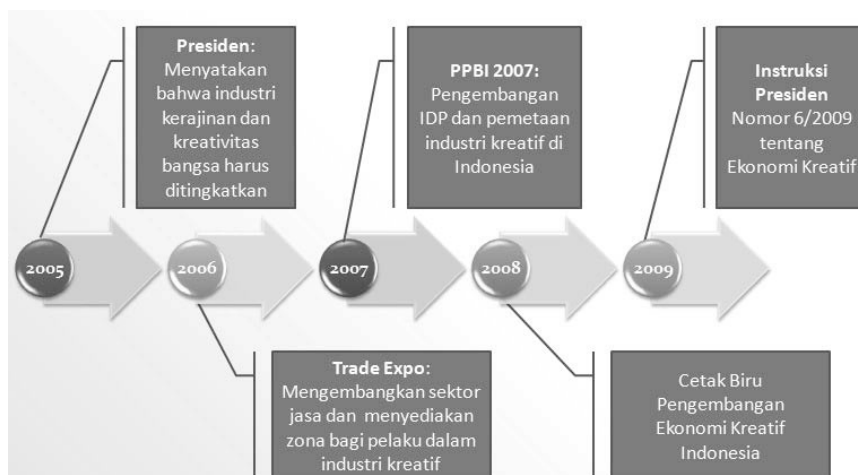 Presiden:
Menyatakan
bahwa industri
kerajinan dan
kreativitas
bangsa harus
ditingkatkan
PPBI 2007:
Pengembangan
IDP dan pemetaan
industri kreatif di
Indonesia
Instruksi
Presiden
Nomor 6/2009
tentang
Ekonomi Kreatif
2005
2006
2007
2008
2009
Trade Expo:
Mengembangkan sektor
jasa dan menyediakan
zona bagi pelaku dalam
industri kreatif
Cetak Biru
Pengembangan
Ekonomi Kreatif
Indonesia